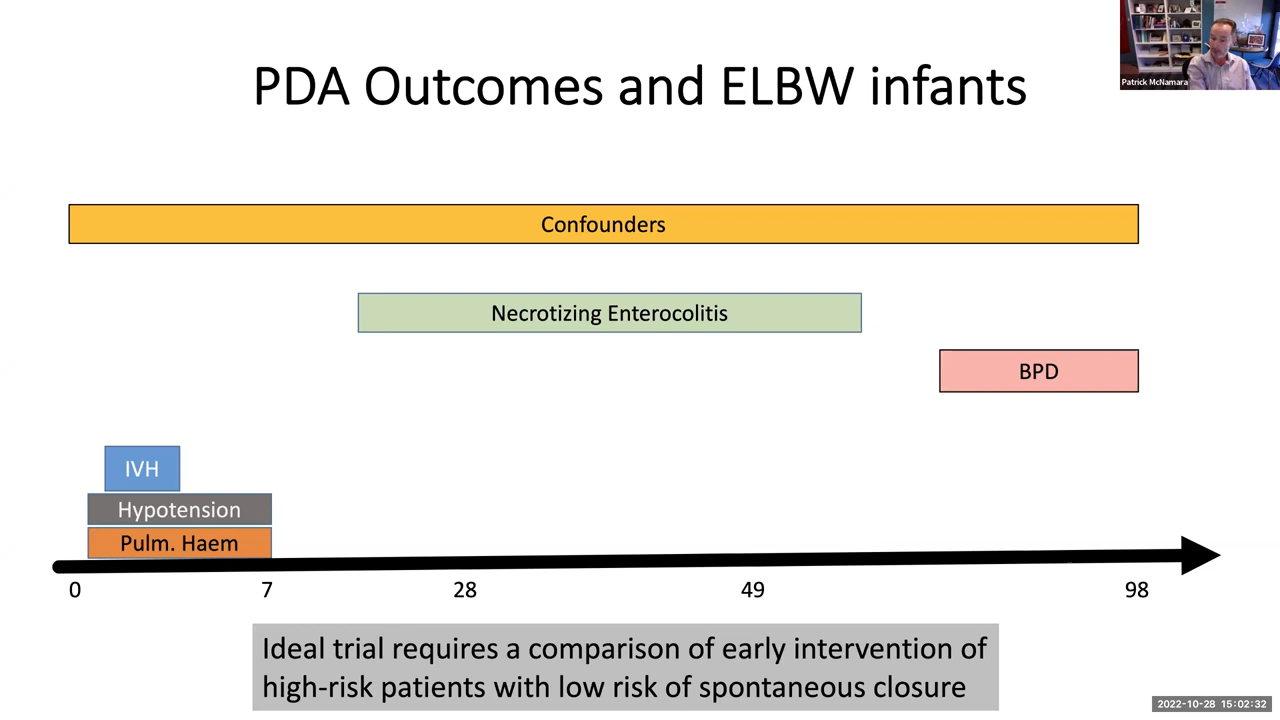 Patrick McNamara
PDA Outcomes and ELBW infants
Confounders
Necrotizing Enterocolitis
BPD
IVH
Hypotension
Pulm. Haem
0
7
28
49
98
Ideal trial requires a comparison of early intervention of
high-risk patients with low risk of spontaneous closure
2022-10-28 15:02:32